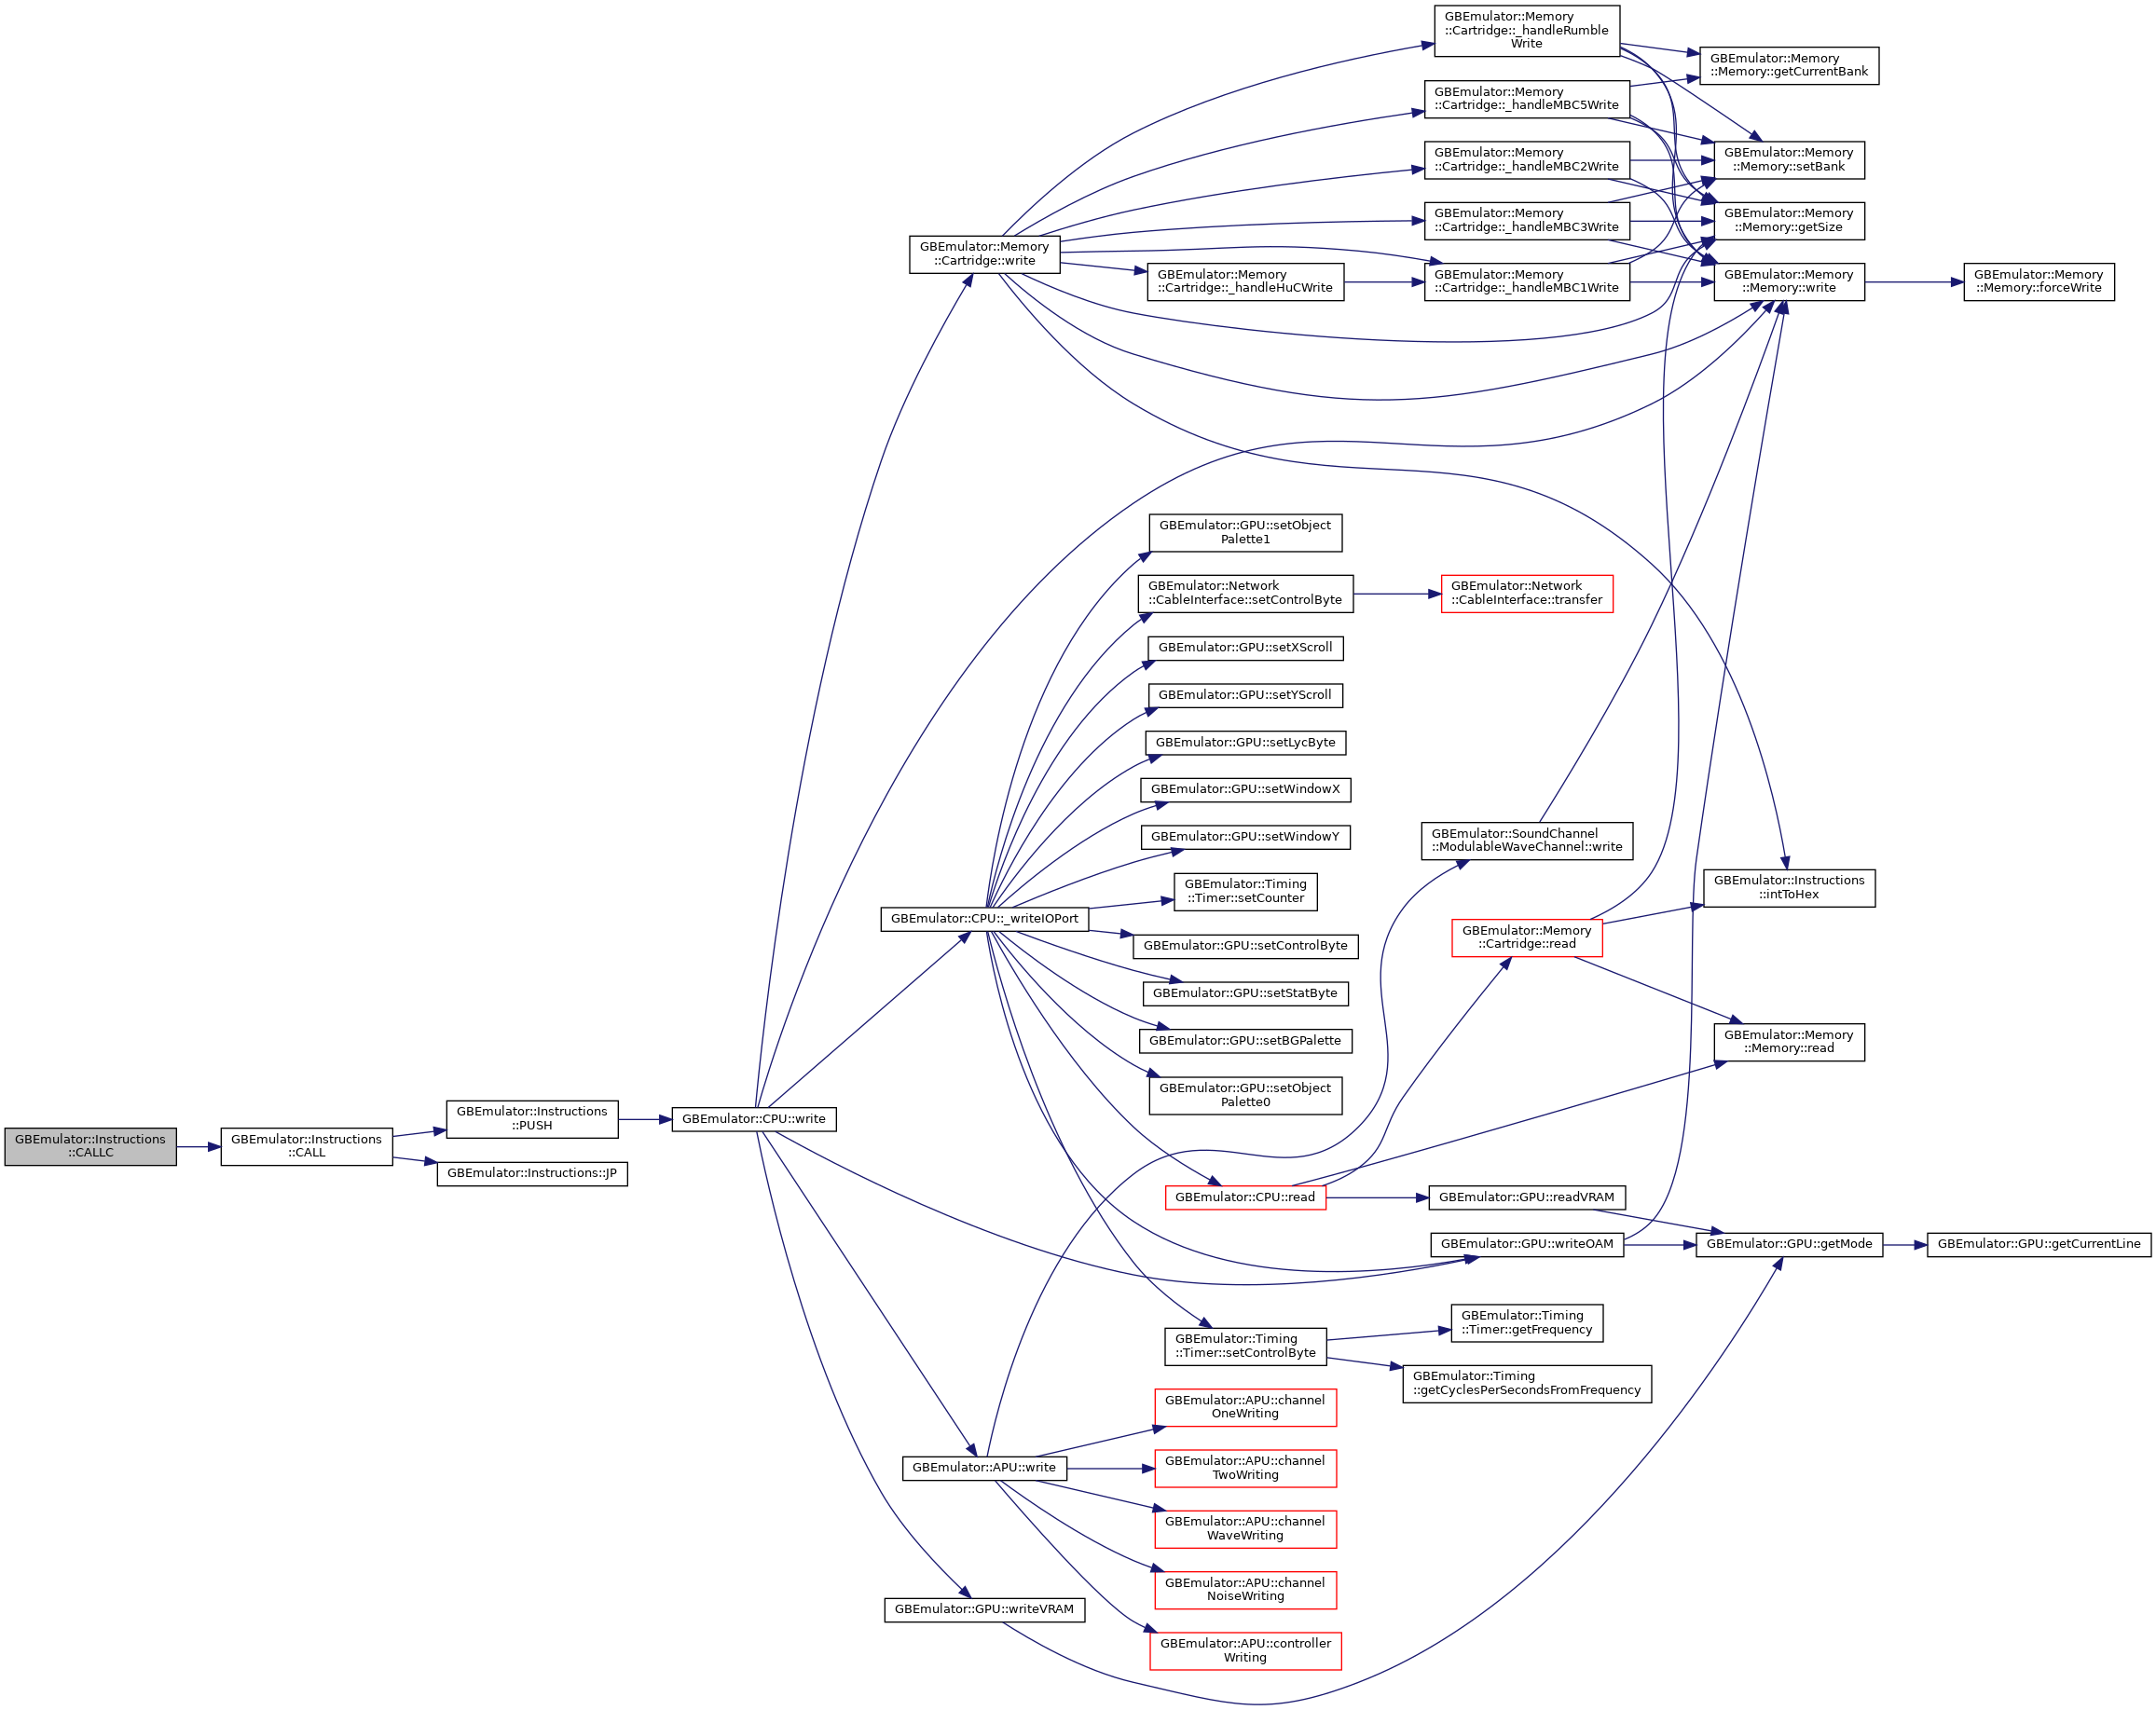 GBEmulator::Instructions
::CALLC
GBEmulator::Instructions
::CALL
GBEmulator::Instructions
::PUSH
GBEmulator::Instructions::JP
GBEmulator::CPU::write
GBEmulator::Memory
::Cartridge::write
GBEmulator::CPU::_writeIOPort
GBEmulator::APU::write
GBEmulator::GPU::writeVRAM
GBEmulator::Memory
::Cartridge::_handleHuCWrite
GBEmulator::GPU::setObject
Palette1
GBEmulator::Network
::CableInterface::setControlByte
GBEmulator::GPU::setXScroll
GBEmulator::GPU::setYScroll
GBEmulator::GPU::setLycByte
GBEmulator::GPU::setWindowX
GBEmulator::GPU::setWindowY
GBEmulator::Timing
::Timer::setCounter
GBEmulator::GPU::setControlByte
GBEmulator::GPU::setStatByte
GBEmulator::GPU::setBGPalette
GBEmulator::GPU::setObject
Palette0
GBEmulator::CPU::read
GBEmulator::Timing
::Timer::setControlByte
GBEmulator::APU::channel
OneWriting
GBEmulator::APU::channel
TwoWriting
GBEmulator::APU::channel
WaveWriting
GBEmulator::APU::channel
NoiseWriting
GBEmulator::APU::controller
Writing
GBEmulator::Memory
::Cartridge::_handleRumble
Write
GBEmulator::Memory
::Cartridge::_handleMBC5Write
GBEmulator::Memory
::Cartridge::_handleMBC2Write
GBEmulator::Memory
::Cartridge::_handleMBC3Write
GBEmulator::Memory
::Cartridge::_handleMBC1Write
GBEmulator::Network
::CableInterface::transfer
GBEmulator::SoundChannel
::ModulableWaveChannel::write
GBEmulator::Memory
::Cartridge::read
GBEmulator::GPU::readVRAM
GBEmulator::GPU::writeOAM
GBEmulator::Timing
::Timer::getFrequency
GBEmulator::Timing
::getCyclesPerSecondsFromFrequency
GBEmulator::Memory
::Memory::getCurrentBank
GBEmulator::Memory
::Memory::setBank
GBEmulator::Memory
::Memory::getSize
GBEmulator::Memory
::Memory::write
GBEmulator::Instructions
::intToHex
GBEmulator::Memory
::Memory::read
GBEmulator::GPU::getMode
GBEmulator::Memory
::Memory::forceWrite
GBEmulator::GPU::getCurrentLine